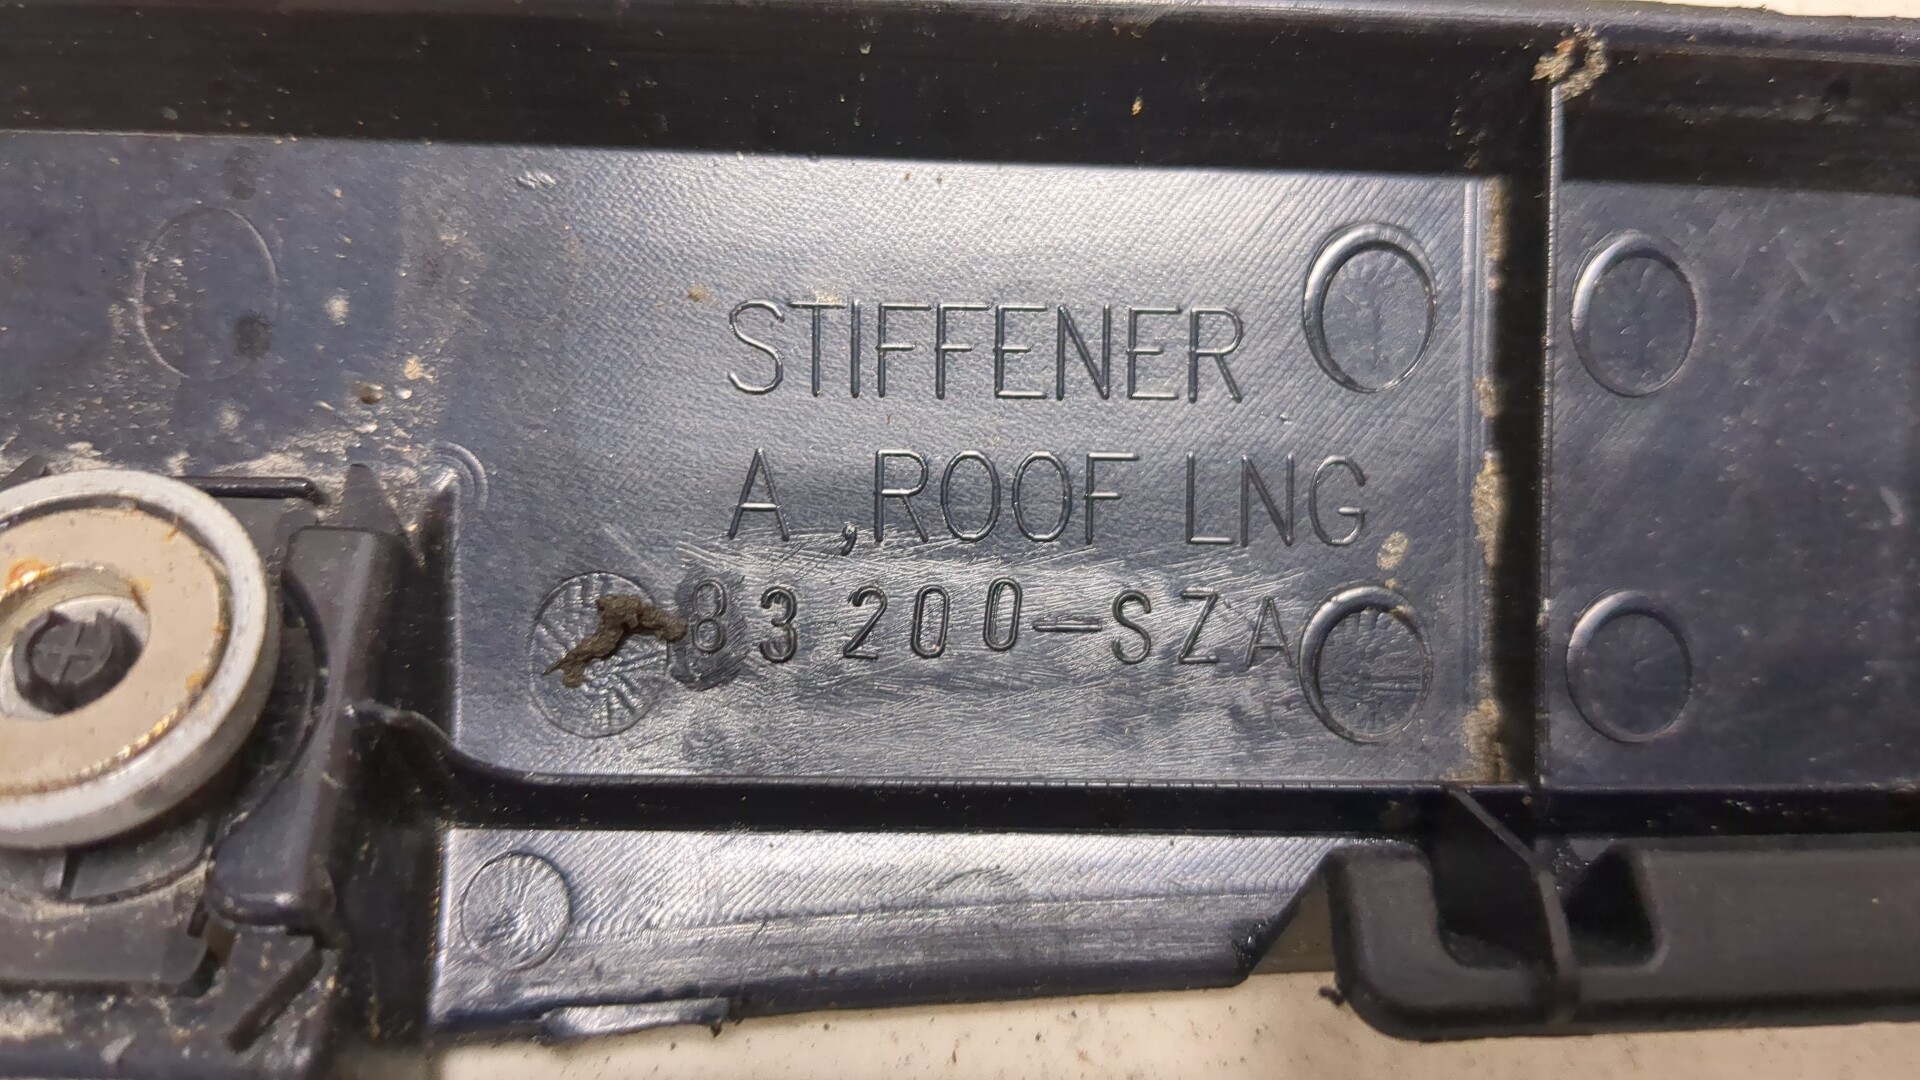 STIFFENER
A ,ROOF LNG
83200-SZA